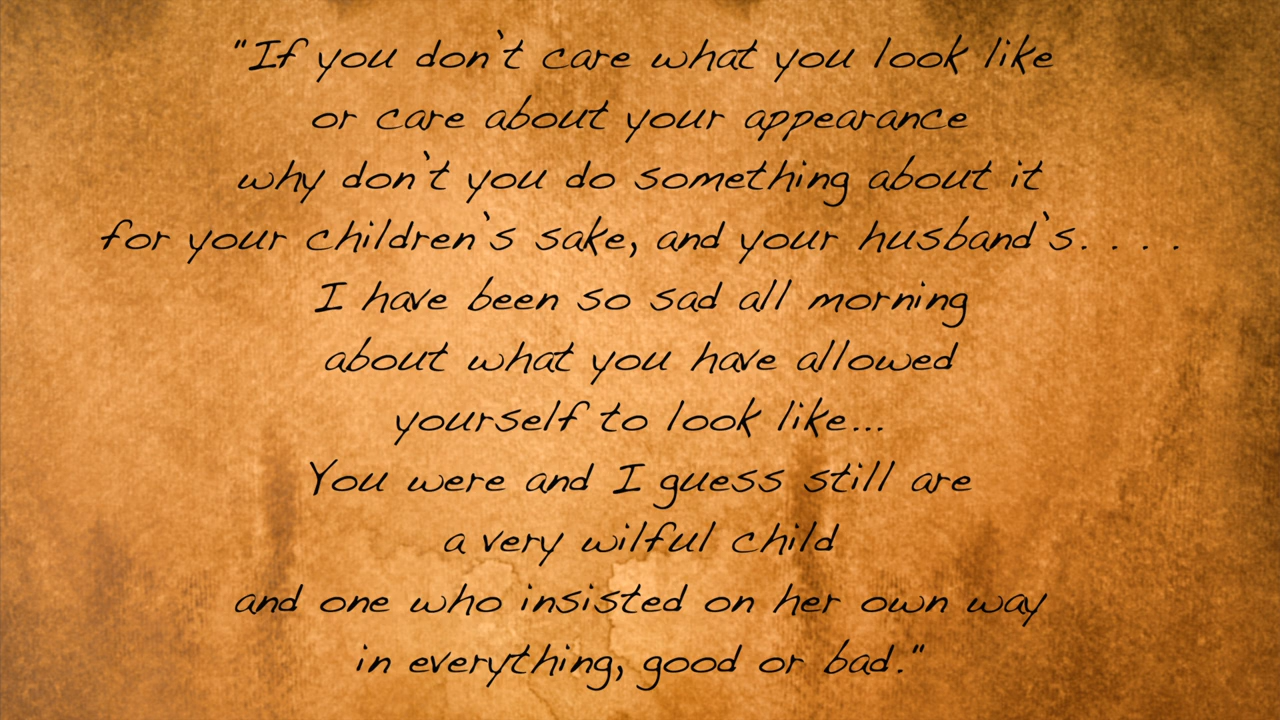 "If you don't care what you look like
or care about your appearance
why don't you do something about it
for your children's sake, and your husband's. . . .
I have been so sad all morning
about what you have allowed
yourself to look like...
You were and I guess still are
a very wilful child
and one who insisted on her own way
in everything, good or bad."